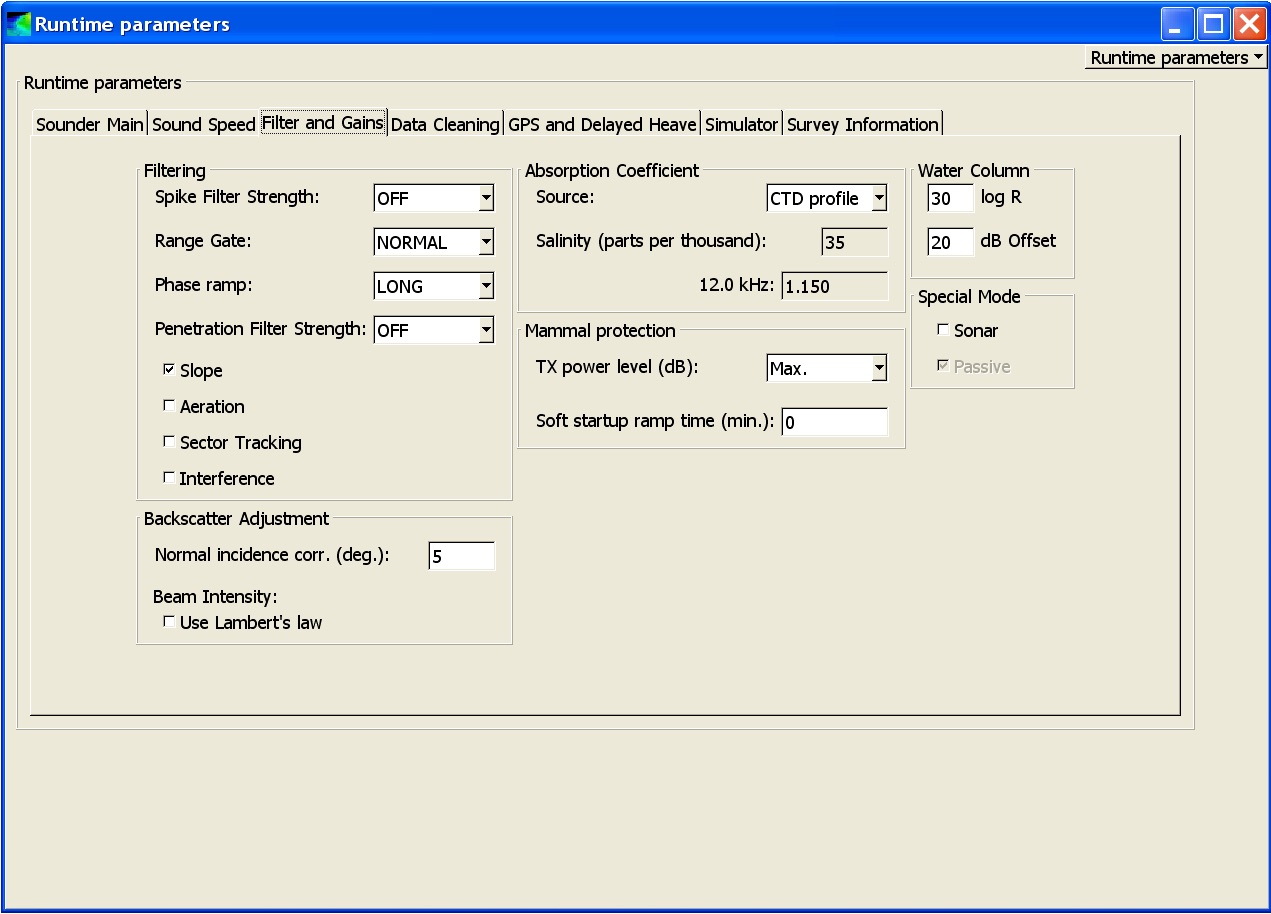 Runtime parameters
Runtime parameters
Runtime parameters
Sounder Main Sound Speed Filter and Gains Data Cleaning GPS and Delayed Heave Simulator Survey Information
Filtering
Spike Filter Strength: OFF
Range Gate: NORMAL
Phase ramp: LONG
Penetration Filter Strength: OFF
Slope
Aeration
Sector Tracking
Interference
Backscatter Adjustment
Normal incidence corr. (deg.): 5
Beam Intensity:
Use Lambert's law
Absorption Coefficient
Source: CTD profile
Salinity (parts per thousand): 35
12.0 kHz: 1.150
Mammal protection
TX power level (dB): Max.
Soft startup ramp time (min.): 0
Water Column
30 log R
20 dB Offset
Special Mode
Sonar
Passive